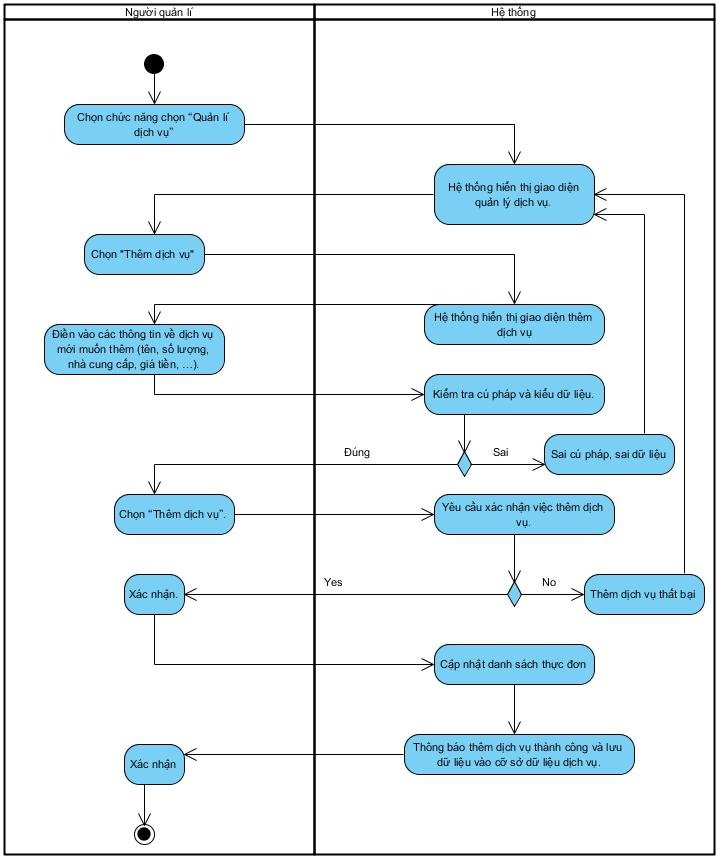 Người quản lí
Hệ thống
Chọn chức năng chọn “Quản lí
dịch vụ”
Hệ thống hiển thị giao diện
quản lý dịch vụ.
Chọn "Thêm dịch vụ"
Hệ thống hiển thị giao diện thêm
dịch vụ
Điền vào các thông tin về dịch vụ
mới muốn thêm (tên, số lượng,
nhà cung cấp, giá tiền, …).
Kiểm tra cú pháp và kiểu dữ liệu.
Đúng
Sai
Sai cú pháp, sai dữ liệu
Chọn “Thêm dịch vụ”.
Yêu cầu xác nhận việc thêm dịch
vụ.
Yes
No
Xác nhận.
Thêm dịch vụ thất bại
Cập nhật danh sách thực đơn
Thông báo thêm dịch vụ thành công và lưu
dữ liệu vào cỡ sở dữ liệu dịch vụ.
Xác nhận